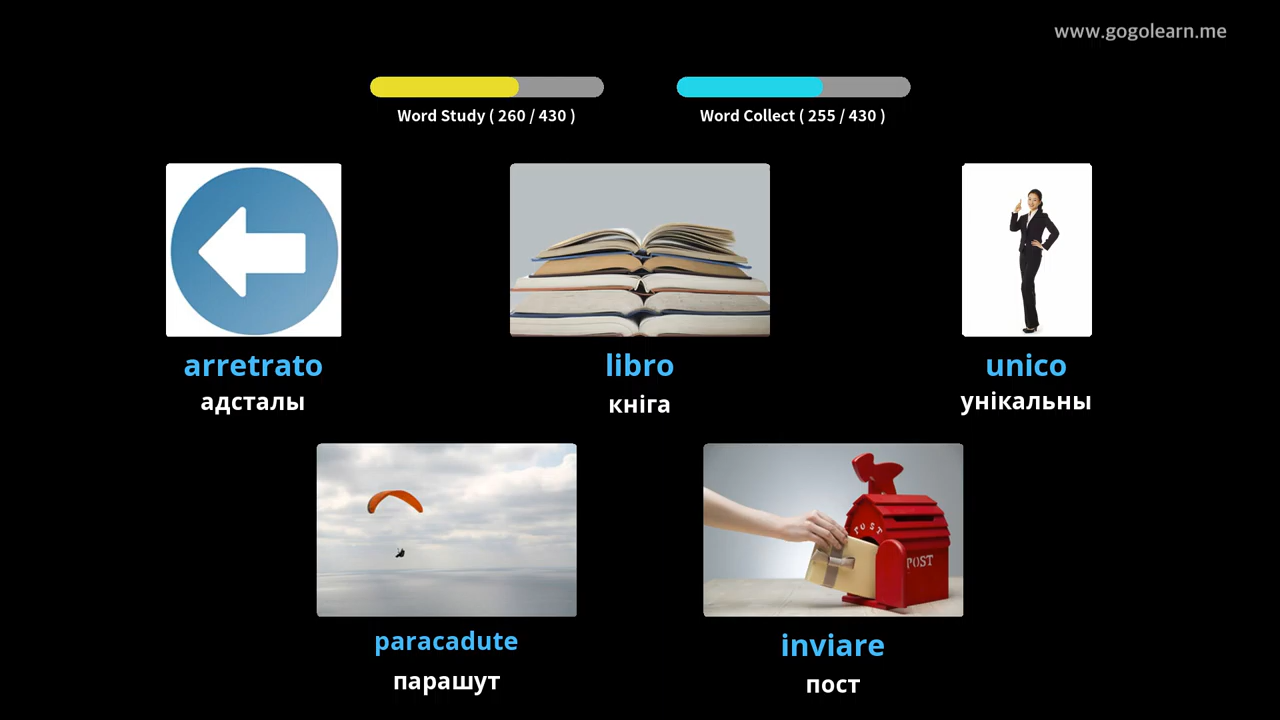 www.gogolearn.me
Word Study ( 260 / 430 )
Word Collect ( 255 / 430 )
arretrato
адсталы
libro
кніга
unico
унікальны
POST
POST
paracadute
парашут
inviare
пост